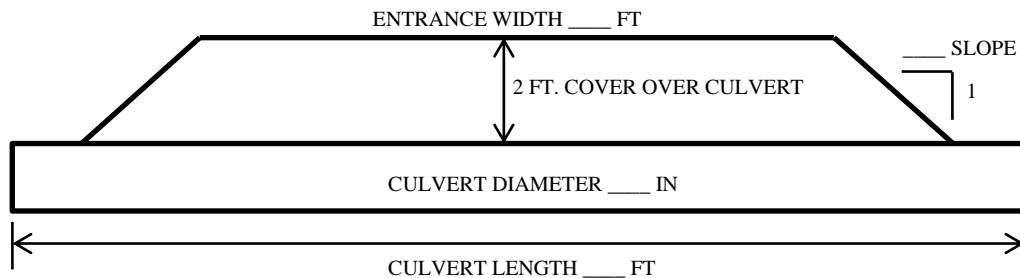 ENTRANCE WIDTH ____ FT
____ SLOPE
1
2 FT. COVER OVER CULVERT
CULVERT DIAMETER ____ IN
CULVERT LENGTH ____ FT